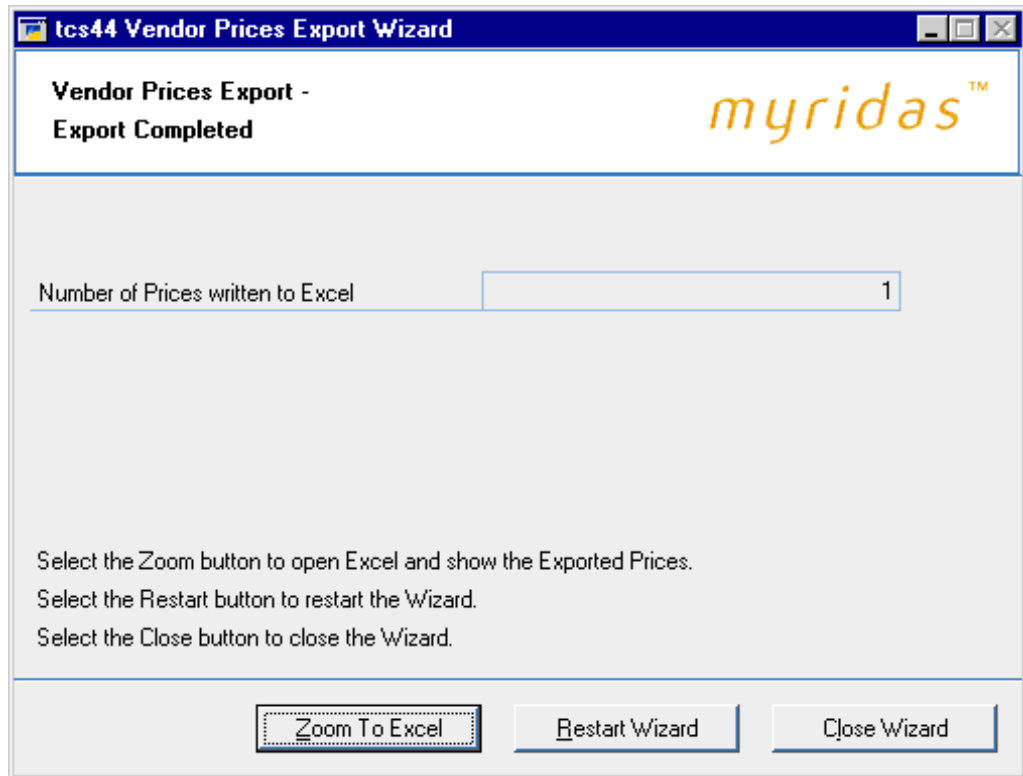 tcs44 Vendor Prices Export Wizard
Vendor Prices Export -
Export Completed
myridas™
Number of Prices written to Excel 1
Select the Zoom button to open Excel and show the Exported Prices.
Select the Restart button to restart the Wizard.
Select the Close button to close the Wizard.
Zoom To Excel Restart Wizard Close Wizard